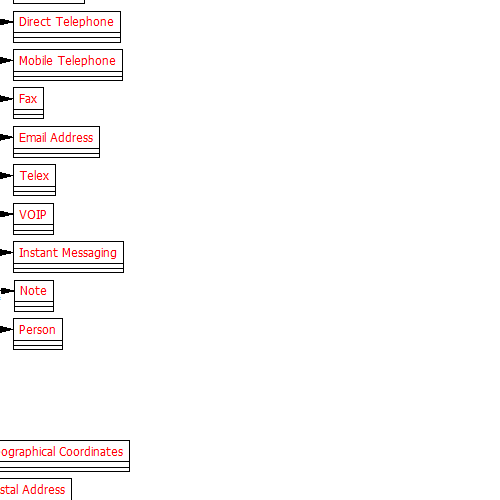 Direct Telephone
Mobile Telephone
Fax
Email Address
Telex
VOIP
Instant Messaging
Note
Person
ographical Coordinates
stal Address